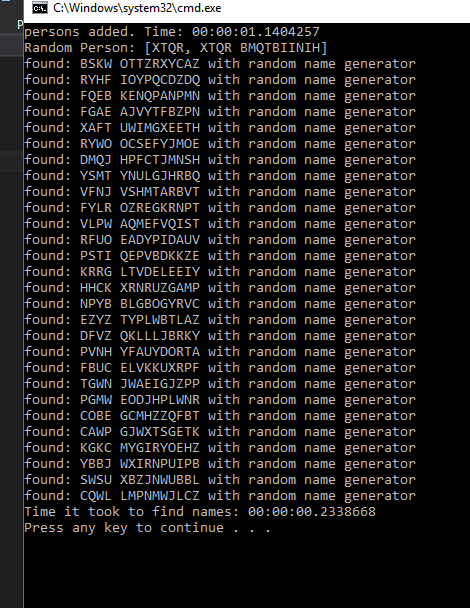 C:\Windows\system32\cmd.exe
persons added. Time: 00:00:01.1404257
Random Person: [XTQR, XTQR BMQTBIINIH]
found: BSKW OTTZRXYCAZ with random name generator
found: RYHF IOYPQCDZDQ with random name generator
found: FQEB KENQPANPMN with random name generator
found: FGAE AJVYTFBZPN with random name generator
found: XAFT UWIMGXEETH with random name generator
found: RYWO OCSEFYJMOE with random name generator
found: DMQJ HPFCTJMNSH with random name generator
found: YSMT YNULGJHRBQ with random name generator
found: VFNJ VSHMTARBVT with random name generator
found: FYLR OZREGKRNPT with random name generator
found: VLPW AQMEFVQIST with random name generator
found: RFUO EADYPIDAUV with random name generator
found: PSTI QEPVBDKKZE with random name generator
found: KRRG LTVDELEEIY with random name generator
found: HHCK XRNRUZGAMP with random name generator
found: NPYB BLGBOGYRVC with random name generator
found: EZYZ TYPLWBTLAZ with random name generator
found: DFVZ QKLLLJBRKY with random name generator
found: PVNH YFAUYDORTA with random name generator
found: FBUC ELVKKUXRPF with random name generator
found: TGWN JWAEIGJZPP with random name generator
found: PGMW EODJHPLWNR with random name generator
found: COBE GCMHZZQFBT with random name generator
found: CAWP GJWXTSGETK with random name generator
found: KGKC MYGIRYOEHZ with random name generator
found: YBBJ WXIRNPUIPB with random name generator
found: SWSU XBZJNWUBBL with random name generator
found: CQWL LMPNMWJLCZ with random name generator
Time it took to find names: 00:00:00.2338668
Press any key to continue . . .